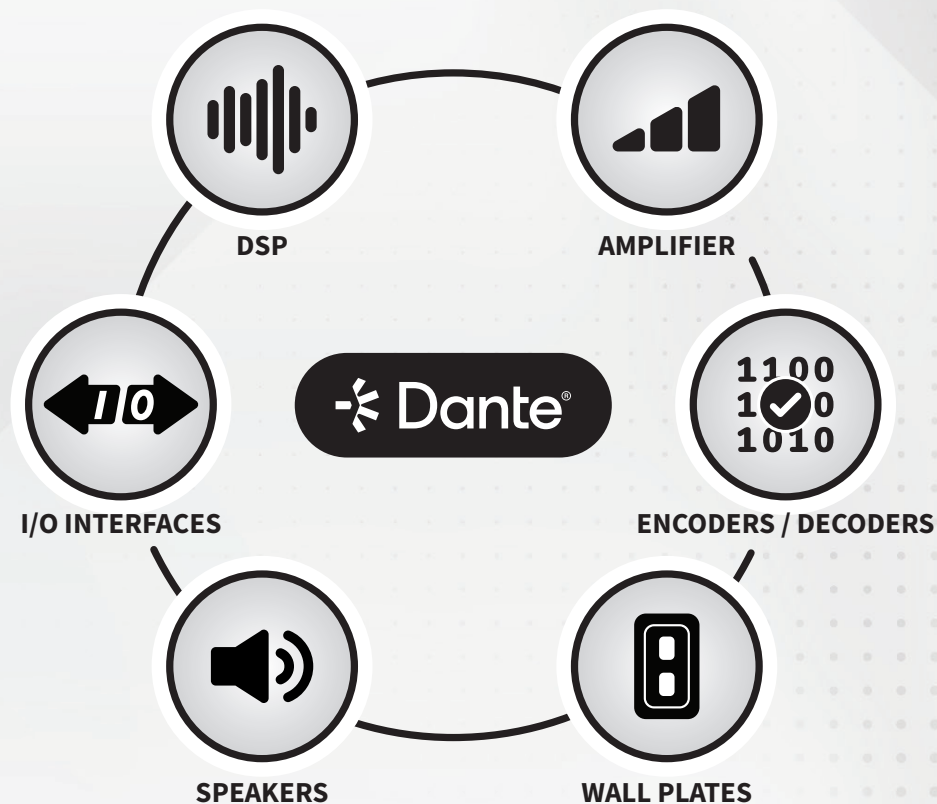 DSP
AMPLIFIER
I/O
Dante®
1100
1 0
1010
I/O INTERFACES
ENCODERS / DECODERS
SPEAKERS
WALL PLATES